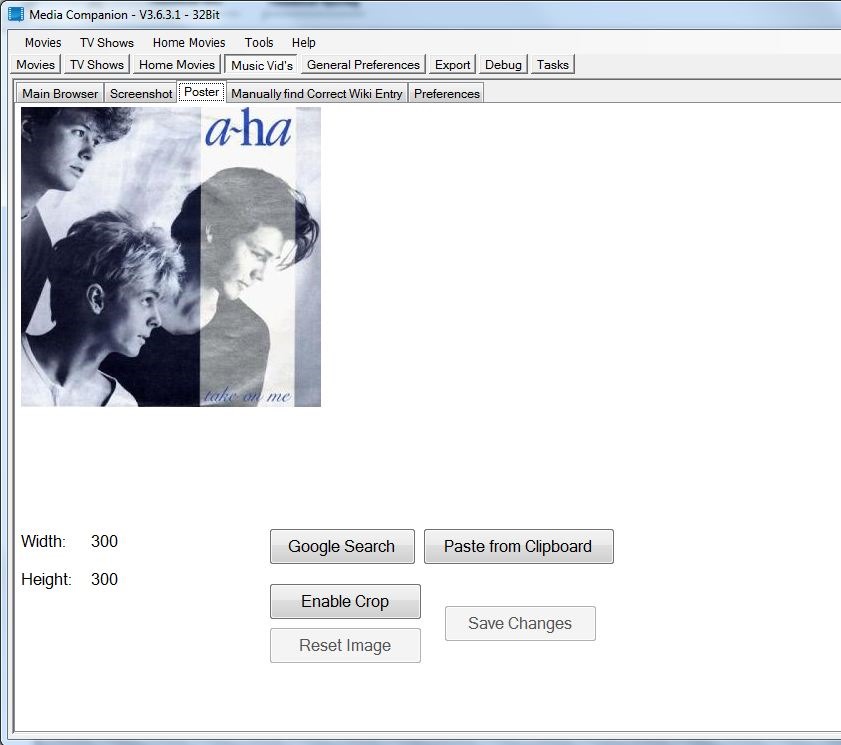 Media Companion - V3.6.3.1 - 32Bit
Movies TV Shows Home Movies Tools Help
Movies TV Shows Home Movies Music Vid's General Preferences Export Debug Tasks
Main Browser Screenshot Poster Manually find Correct Wiki Entry Preferences
a-ha
take on me
Width: 300
Google Search Paste from Clipboard
Height: 300
Enable Crop
Save Changes
Reset Image